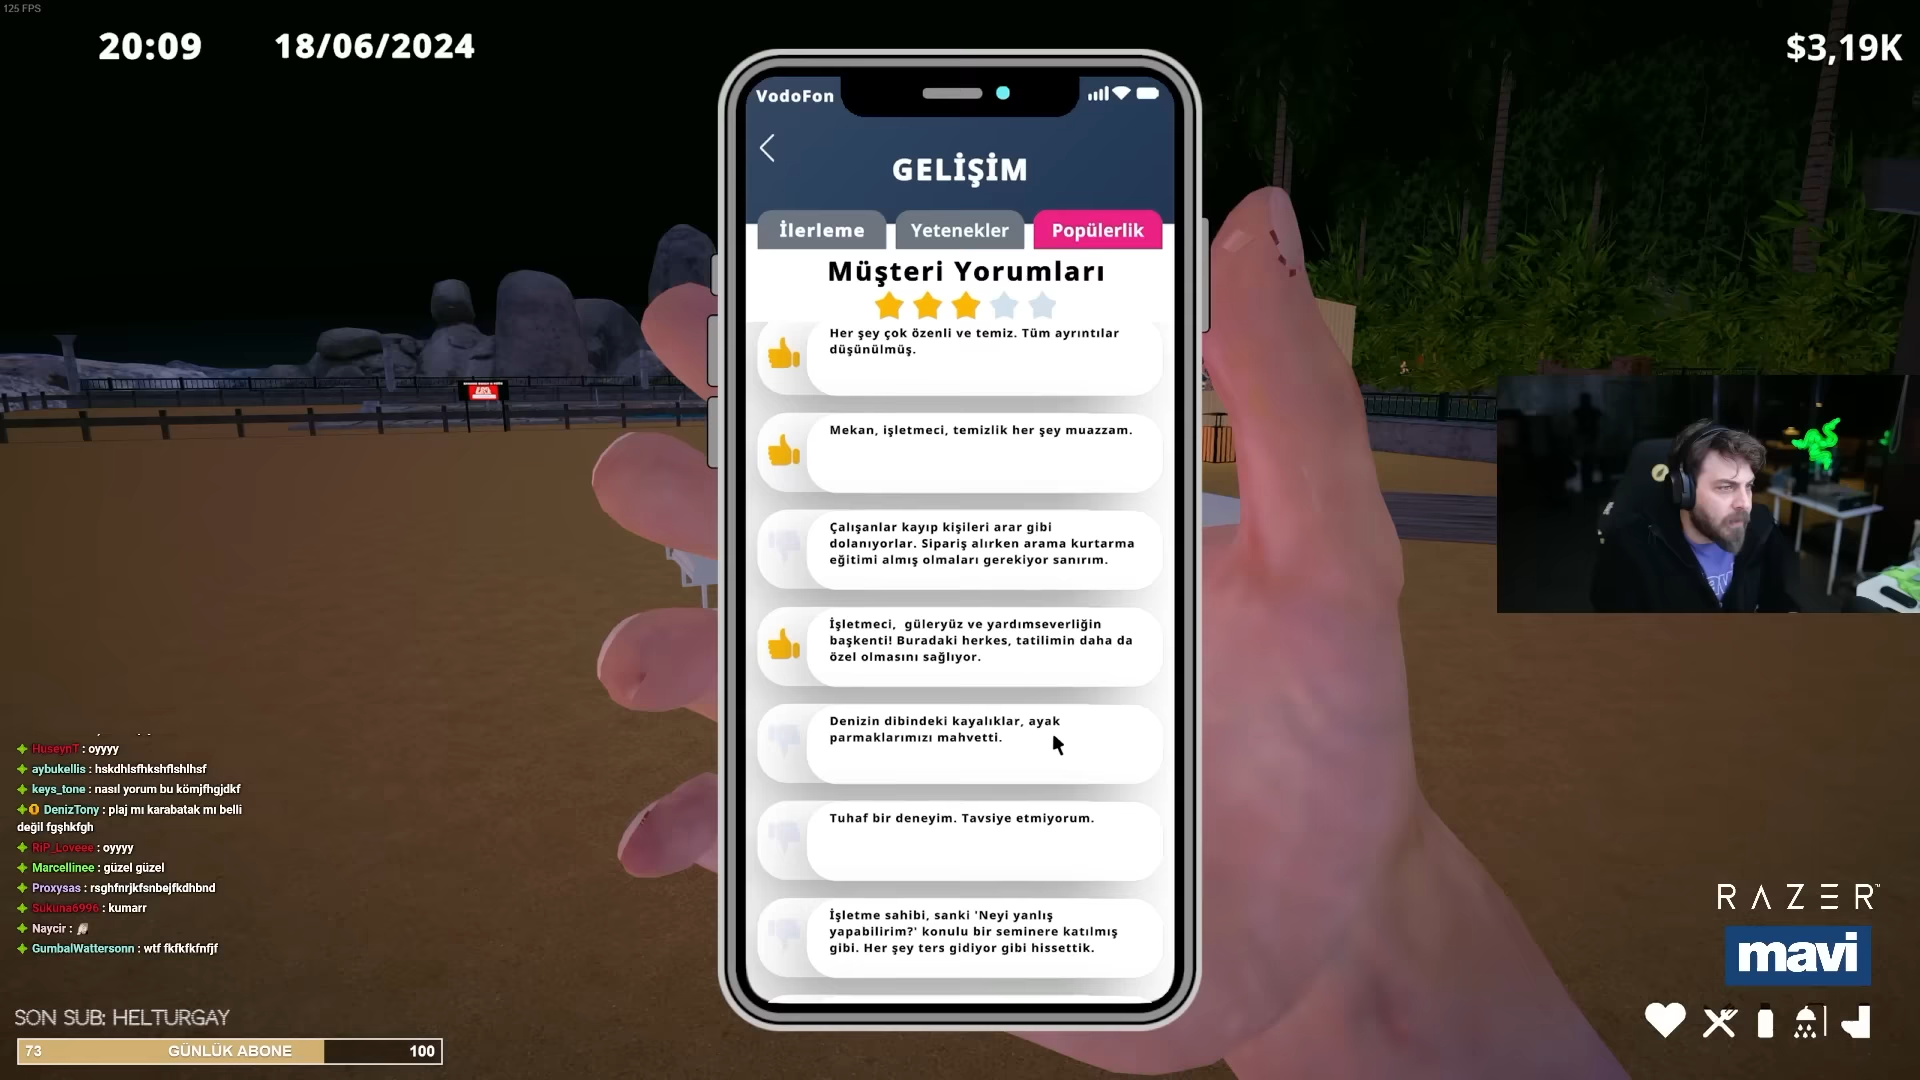 125 FPS
20:09
18/06/2024
$3,19K
VodoFon
GELİŞİM
İlerleme
Yetenekler
Popülerlik
Müşteri Yorumları
Her şey çok özenli ve temiz. Tüm ayrıntılar
düşünülmüş.
Mekan, işletmeci, temizlik her şey muazzam.
Çalışanlar kayıp kişileri arar gibi
dolanıyorlar. Sipariş alırken arama kurtarma
eğitimi almış olmaları gerekiyor sanırım.
İşletmeci, güleryüz ve yardımseverliğin
başkenti! Buradaki herkes, tatilimin daha da
özel olmasını sağlıyor.
Denizin dibindeki kayalıklar, ayak
parmaklarımızı mahvetti.
Tuhaf bir deneyim. Tavsiye etmiyorum.
İşletme sahibi, sanki 'Neyi yanlış
yapabilirim?' konulu bir seminere katılmış
gibi. Her şey ters gidiyor gibi hissettik.
HuseynT : oyyyy
aybukellis : hskdhlsfhkshflshlhsf
keys_tone : nasıl yorum bu kömjfhgjdkf
DenizTony : plaj mı karabatak mı belli
değil fgşhkfgh
RiP_Loveee : oyyyy
Marcellinee : güzel güzel
Proxysas : rsghfnrjkfsnbejfkdhbnd
Sukuna6996 : kumarr
Naycir :
GumbalWattersonn : wtf fkfkfkfnfjf
SON SUB: HELTURGAY
73
GÜNLÜK ABONE
100
RAZER
mavi